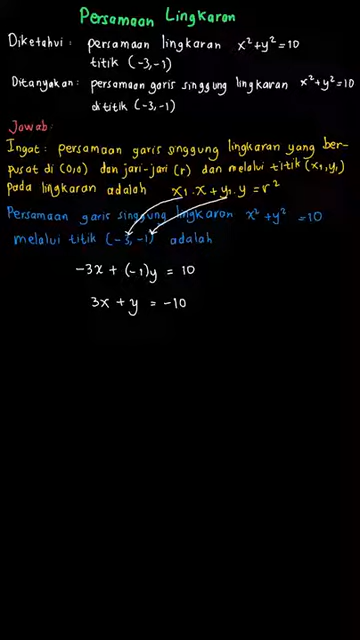 Persamaan Lingkaran
Diketahui : persamaan lingkaran x²+y²=10
titik (-3,-1)
Ditanyakan : persamaan garis singgung lingkaran x²+y²=10
dititik (-3,-1)
Jawab:
Ingat : persamaan garis singgung lingkaran yang ber-
pusat di (0,0) dan jari-jari (r) dan melalui titik (x₁,y₁)
pada lingkaran adalah x₁.x+y₁.y=r²
Persamaan garis singgung lingkaran x²+y²=10
melalui titik (-3,-1) adalah
-3x+(-1)y=10
3x+y=-10